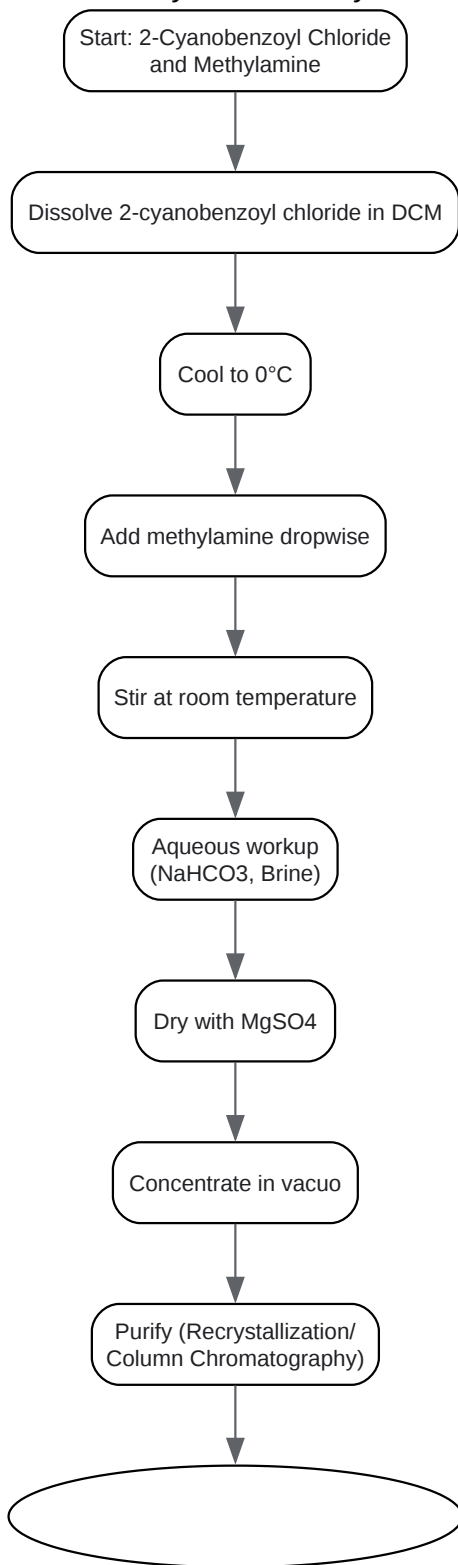 Start: 2-Cyanobenzoyl Chloride
and Methylamine
Dissolve 2-cyanobenzoyl chloride in DCM
Cool to 0°C
Add methylamine dropwise
Stir at room temperature
Aqueous workup
(NaHCO3, Brine)
Dry with MgSO4
Concentrate in vacuo
Purify (Recrystallization/
Column Chromatography)